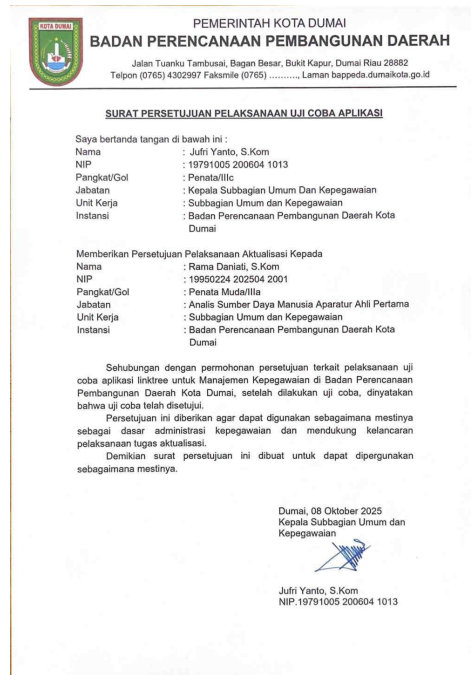 KOTA DUMAI
PEMERINTAH KOTA DUMAI
BADAN PERENCANAAN PEMBANGUNAN DAERAH
Jalan Tuanku Tambusai, Bagan Besar, Bukit Kapur, Dumai Riau 28882
Telpon (0765) 4302997 Faksmile (0765) .........., Laman bappeda.dumaikota.go.id
SURAT PERSETUJUAN PELAKSANAAN UJI COBA APLIKASI
Saya bertanda tangan di bawah ini :
Nama : Jufri Yanto, S.Kom
NIP : 19791005 200604 1013
Pangkat/Gol : Penata/IIIc
Jabatan : Kepala Subbagian Umum Dan Kepegawaian
Unit Kerja : Subbagian Umum dan Kepegawaian
Instansi : Badan Perencanaan Pembangunan Daerah Kota
Dumai
Memberikan Persetujuan Pelaksanaan Aktualisasi Kepada
Nama : Rama Daniati, S.Kom
NIP : 19950224 202504 2001
Pangkat/Gol : Penata Muda/IIIa
Jabatan : Analis Sumber Daya Manusia Aparatur Ahli Pertama
Unit Kerja : Subbagian Umum dan Kepegawaian
Instansi : Badan Perencanaan Pembangunan Daerah Kota
Dumai
Sehubungan dengan permohonan persetujuan terkait pelaksanaan uji
coba aplikasi linktree untuk Manajemen Kepegawaian di Badan Perencanaan
Pembangunan Daerah Kota Dumai, setelah dilakukan uji coba, dinyatakan
bahwa uji coba telah disetujui.
Persetujuan ini diberikan agar dapat digunakan sebagaimana mestinya
sebagai dasar administrasi kepegawaian dan mendukung kelancaran
pelaksanaan tugas aktualisasi.
Demikian surat persetujuan ini dibuat untuk dapat dipergunakan
sebagaimana mestinya.
Dumai, 08 Oktober 2025
Kepala Subbagian Umum dan
Kepegawaian
Jufri Yanto, S.Kom
NIP.19791005 200604 1013